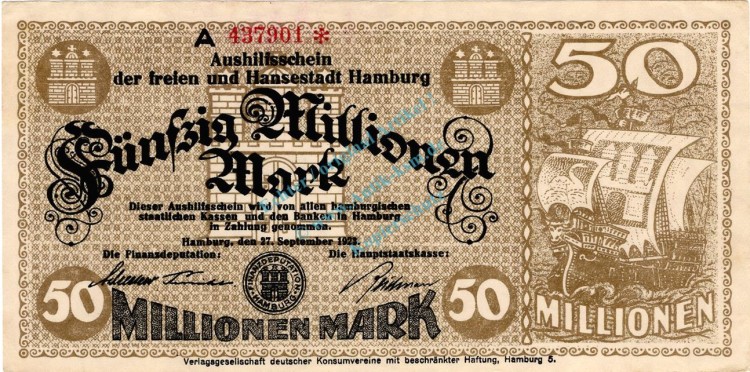 A 437901 *
Aushilfsschein
der freien und Hansestadt Hamburg
Fünfzig Millionen
Mark
Dieser Aushilfsschein wird von allen hamburgischen
staatlichen Kassen und den Banken in Hamburg
in Zahlung genommen.
Hamburg, den 27. September 1923.
Die Finanzdeputation: Die Hauptstaatskasse:
FINANZDEPUTATION
HAMBURG
50 MILLIONEN MARK 50
50
MILLIONEN
Verlagsgesellschaft deutscher Konsumvereine mit beschränkter Haftung, Hamburg 5.